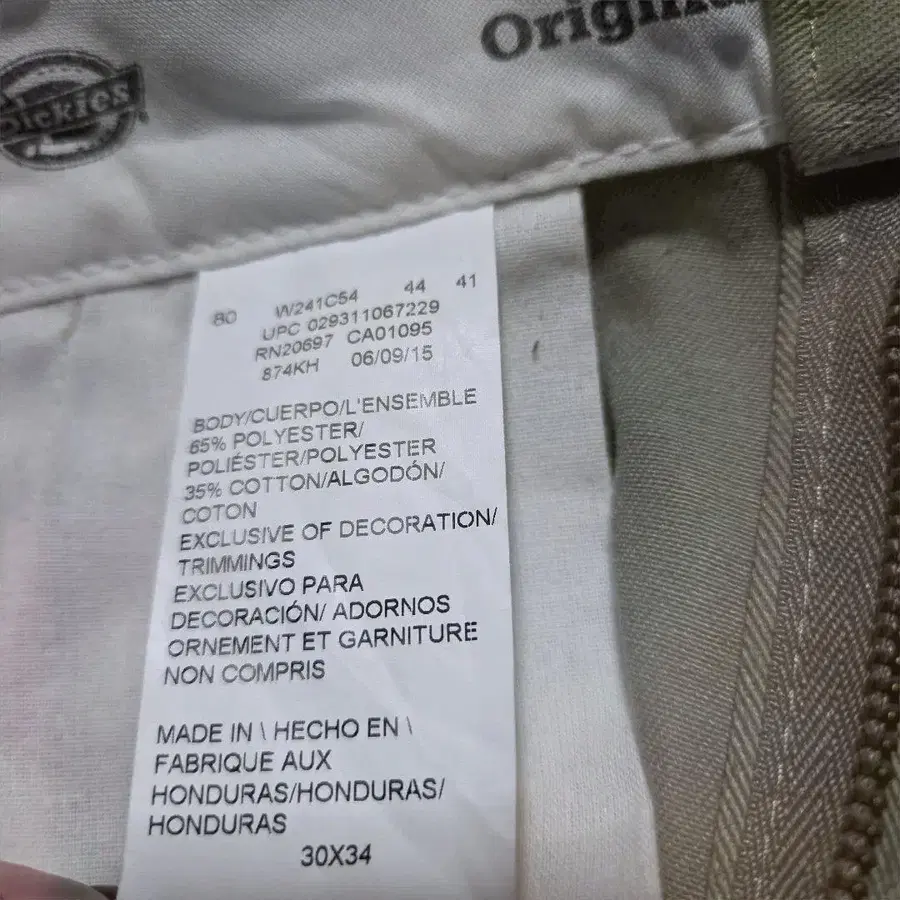 Dickies
Original
80 W241C54 44 41
UPC 029311067229
RN20697 CA01095
874KH 06/09/15
BODY/CUERPO/L'ENSEMBLE
65% POLYESTER/
POLIÉSTER/POLYESTER
35% COTTON/ALGODÓN/
COTON
EXCLUSIVE OF DECORATION/
TRIMMINGS
EXCLUSIVO PARA
DECORACIÓN/ ADORNOS
ORNEMENT ET GARNITURE
NON COMPRIS
MADE IN \ HECHO EN \
FABRIQUE AUX
HONDURAS/HONDURAS/
HONDURAS
30X34